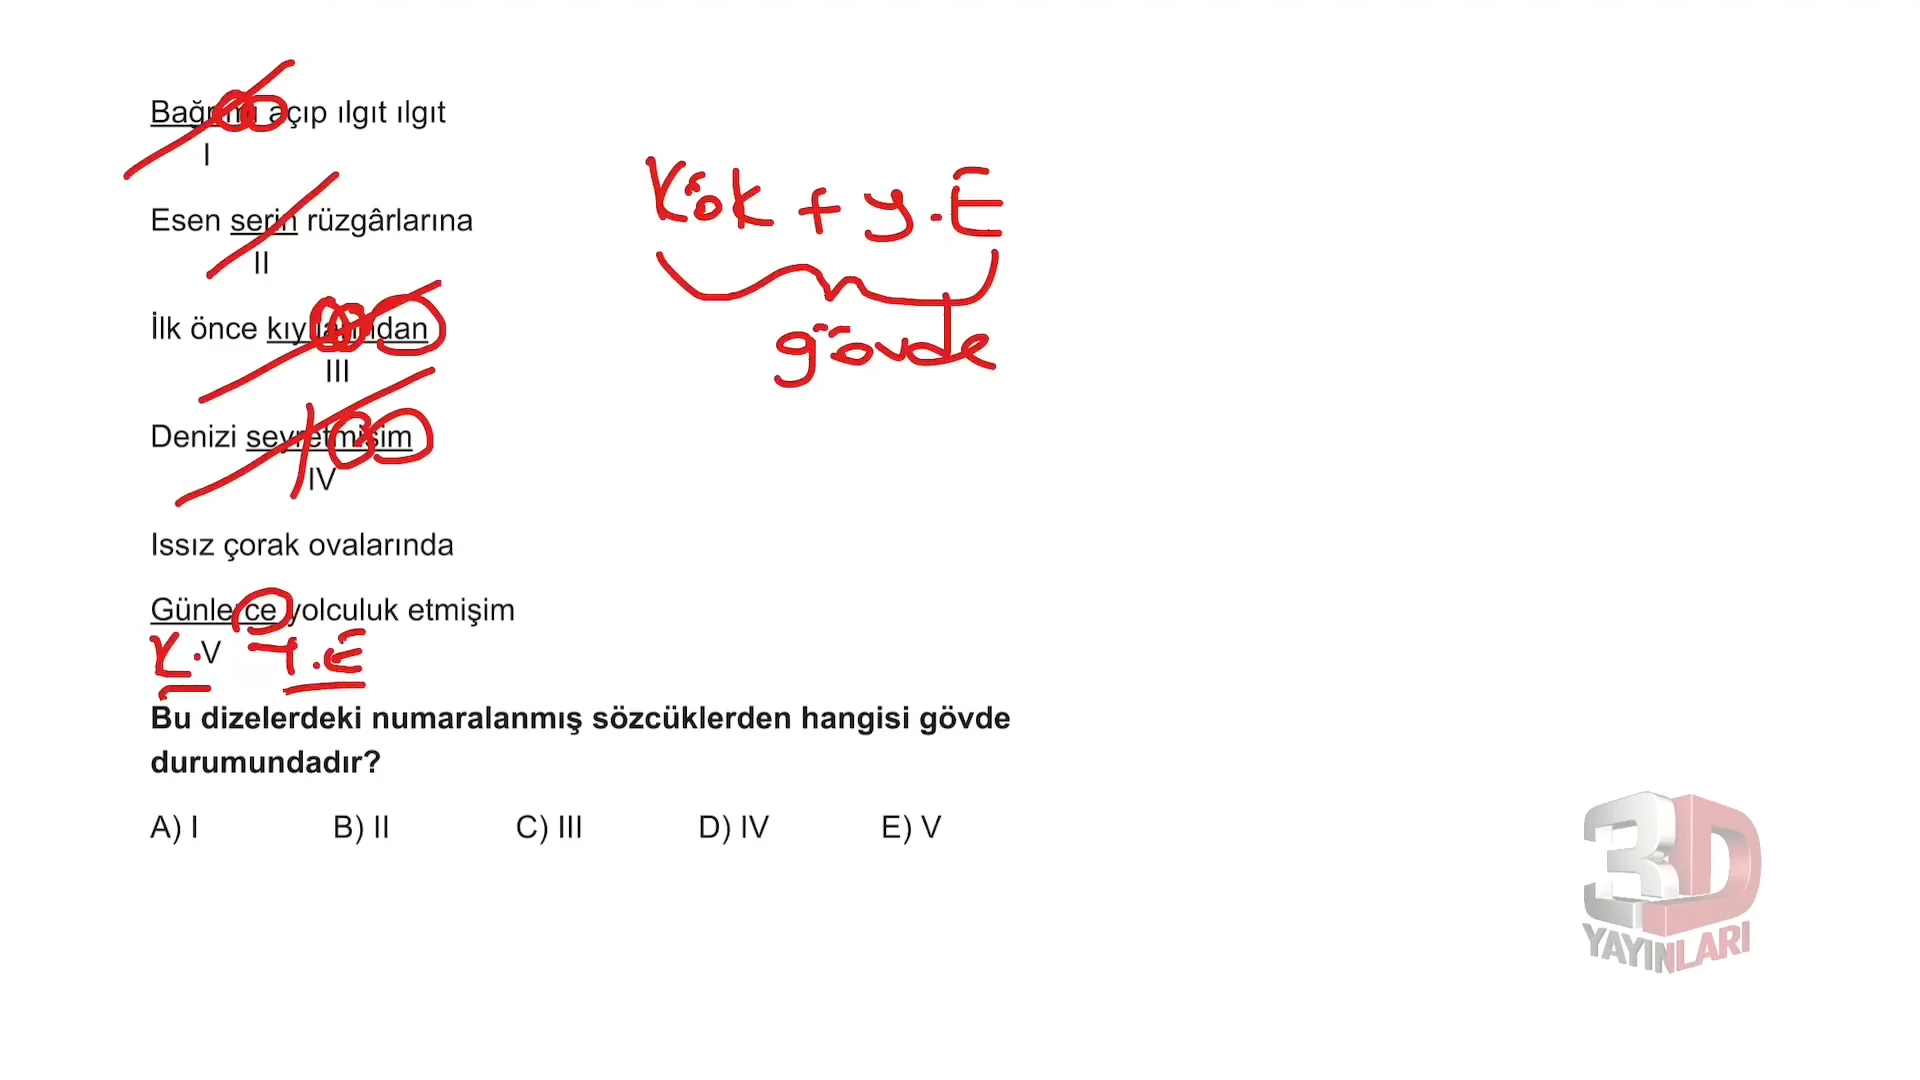 Bağrımı açıp ılgıt ılgıt
I
Esen serin rüzgârlarına
II
İlk önce kıyılarından
III
Denizi seyretmişim
IV
Issız çorak ovalarında
Günlerce yolculuk etmişim
V
K. Y.E
Kök + y.E
gövde
Bu dizelerdeki numaralanmış sözcüklerden hangisi gövde
durumundadır?
A) I B) II C) III D) IV E) V
3D
YAYINLARI